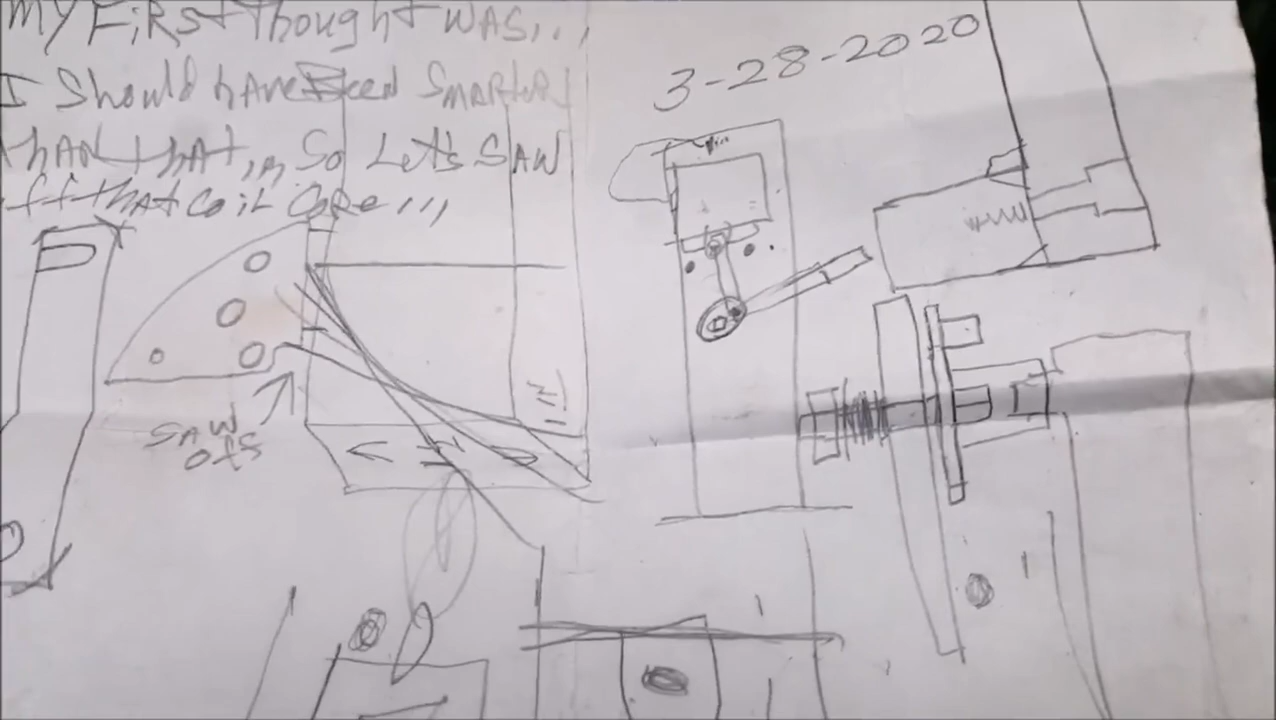 My First thought was...
I Should have Been Smarter
than that, So Let's Saw
off that coil Core,,,
3-28-2020
Saw
Ots